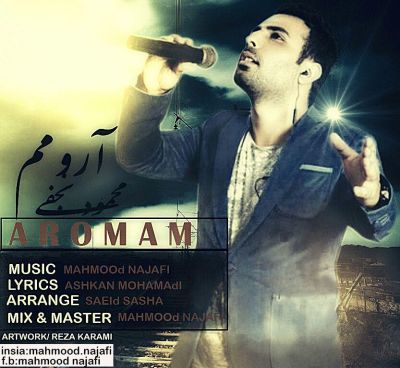 آرومم
محمود نجفی
AROMAM
MUSIC MAHMOOd NAJAFI
LYRICS ASHKAN MOHAMAdI
ARRANGE SAEId SASHA
MIX & MASTER MAHMOOd NAJAFI
ARTWORK/ REZA KARAMI
insia:mahmood.najafi
f.b:mahmood najafi